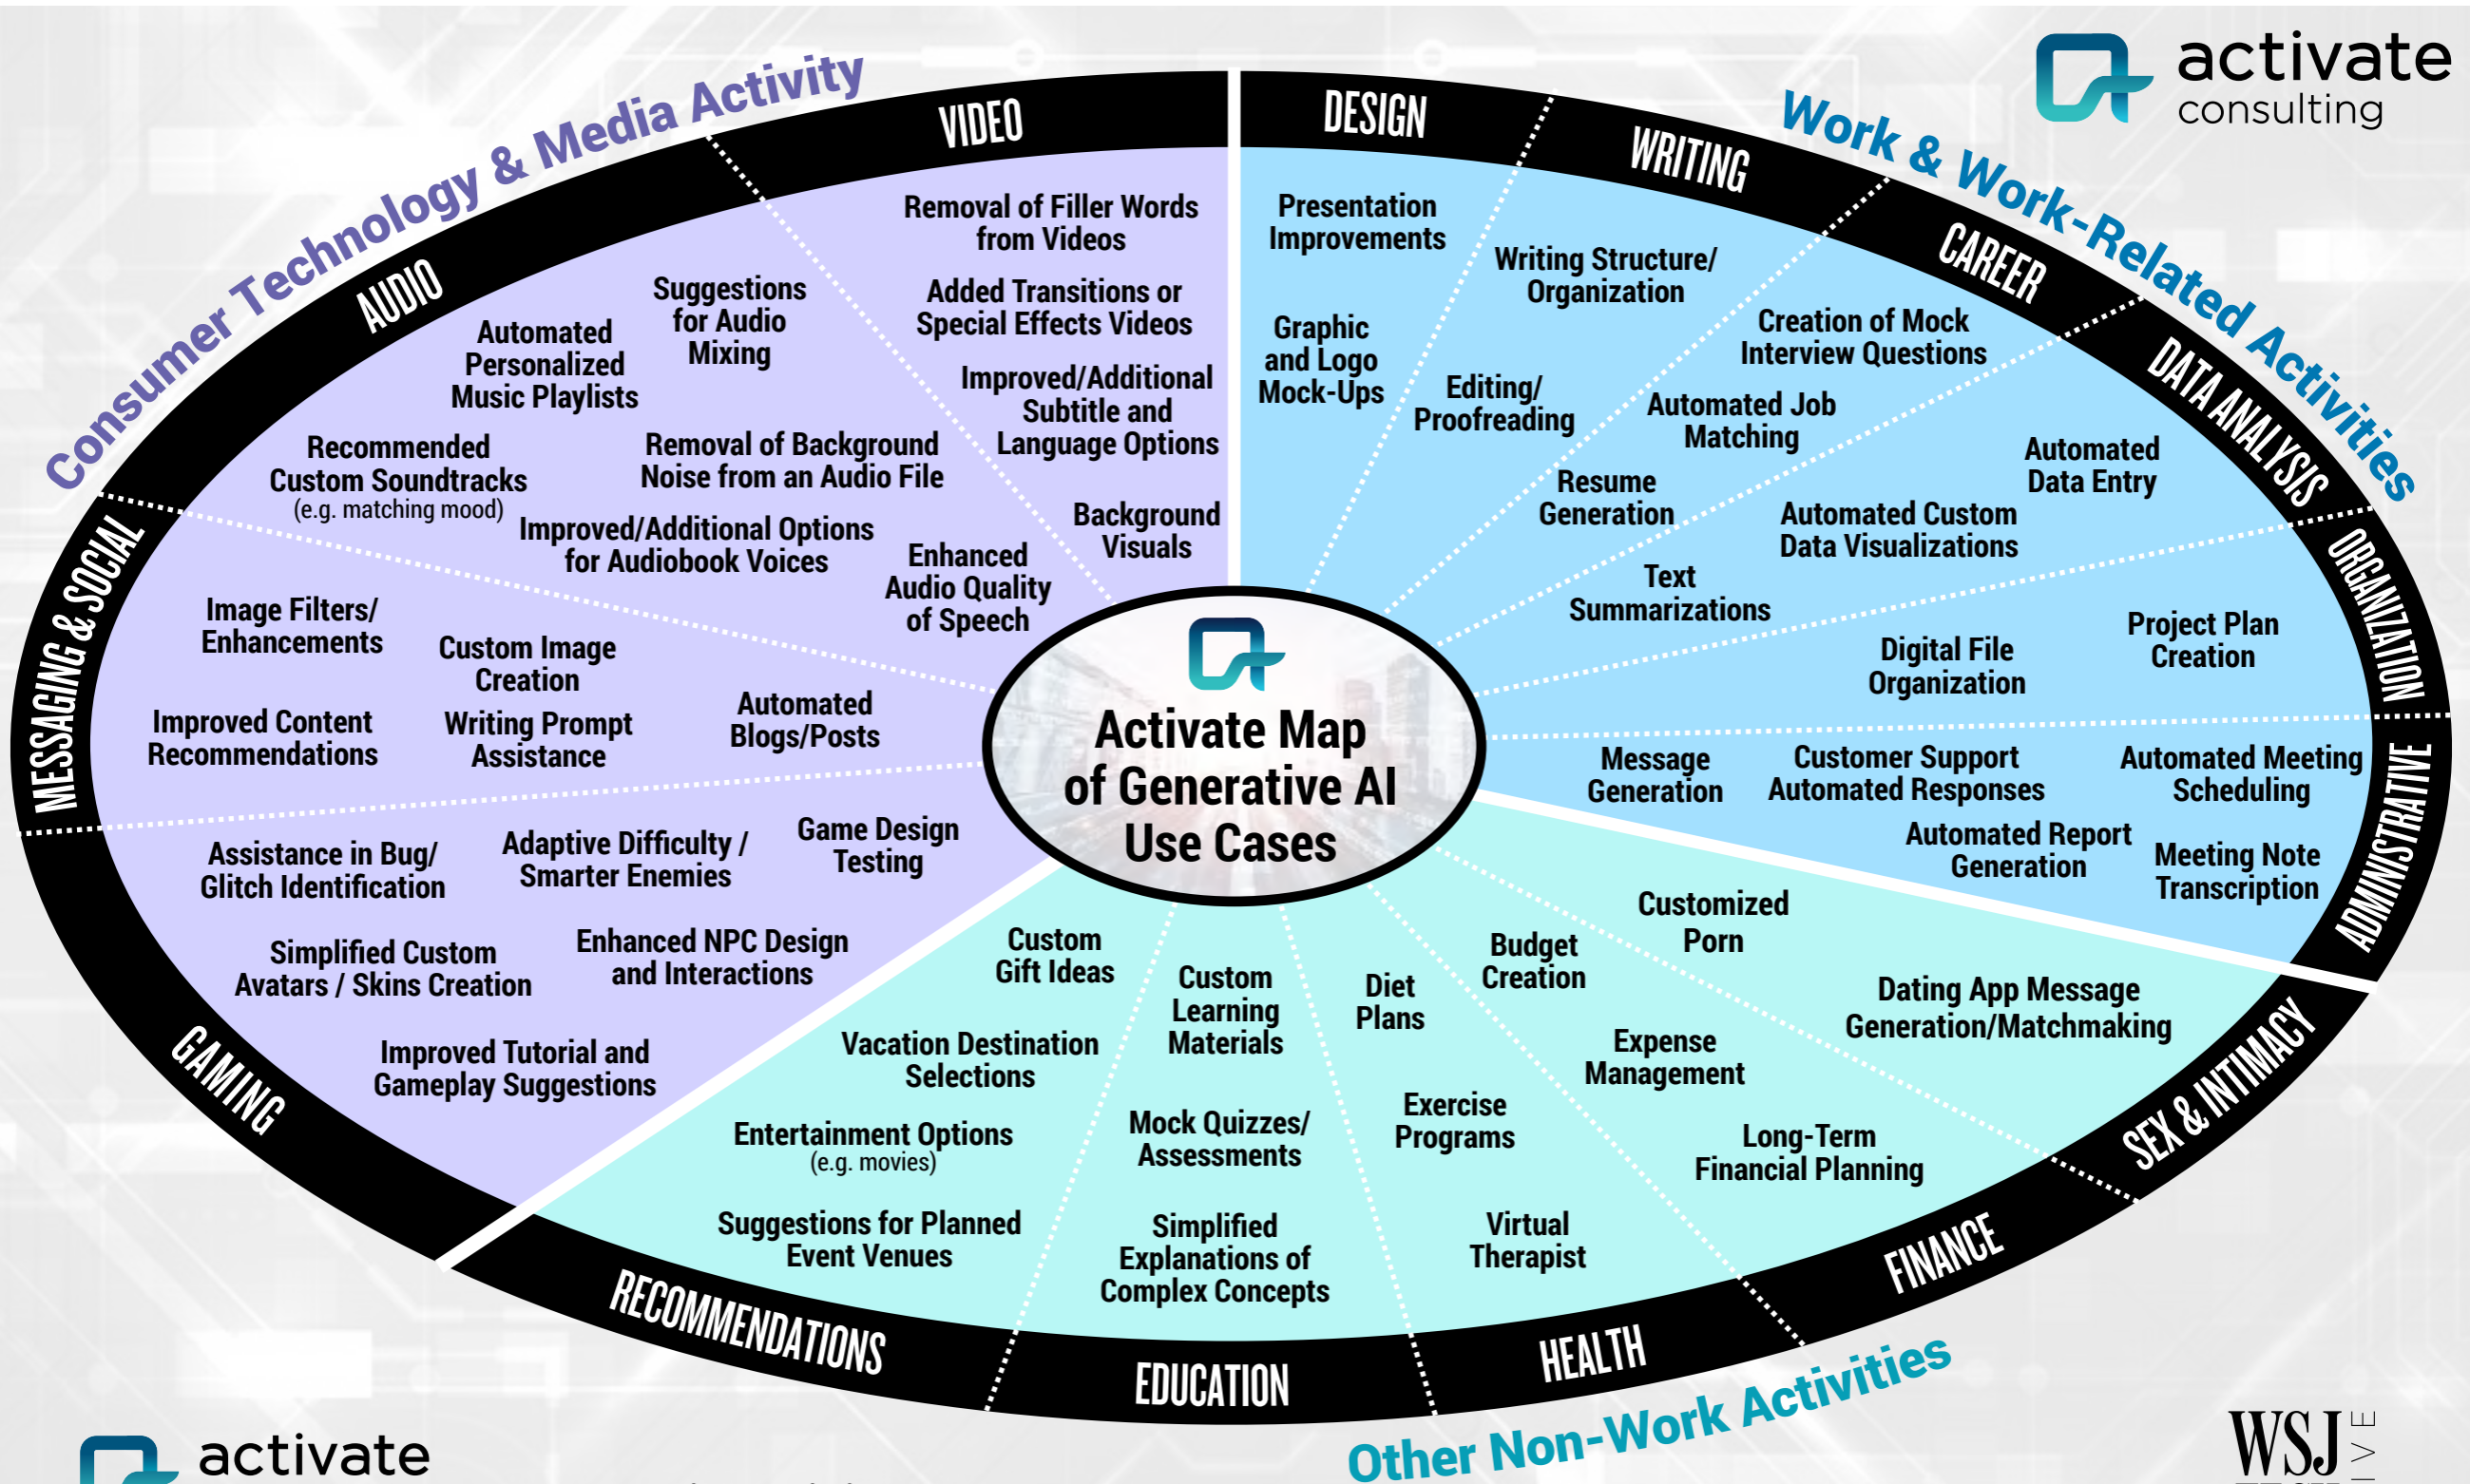 activate
consulting
Consumer Technology & Media Activity
Work & Work-Related Activities
Other Non-Work Activities
Activate Map
of Generative AI
Use Cases
VIDEO
Removal of Filler Words
from Videos
Added Transitions or
Special Effects Videos
Improved/Additional
Subtitle and
Language Options
Background
Visuals
DESIGN
Presentation
Improvements
Graphic
and Logo
Mock-Ups
WRITING
Writing Structure/
Organization
Editing/
Proofreading
CAREER
Creation of Mock
Interview Questions
Automated Job
Matching
Resume
Generation
DATA ANALYSIS
Automated
Data Entry
Automated Custom
Data Visualizations
Text
Summarizations
ORGANIZATION
Project Plan
Creation
Digital File
Organization
ADMINISTRATIVE
Message
Generation
Customer Support
Automated Responses
Automated Meeting
Scheduling
Automated Report
Generation
Meeting Note
Transcription
SEX & INTIMACY
Customized
Porn
Dating App Message
Generation/Matchmaking
FINANCE
Budget
Creation
Expense
Management
Long-Term
Financial Planning
HEALTH
Diet
Plans
Exercise
Programs
Virtual
Therapist
EDUCATION
Custom
Learning
Materials
Mock Quizzes/
Assessments
Simplified
Explanations of
Complex Concepts
RECOMMENDATIONS
Custom
Gift Ideas
Vacation Destination
Selections
Entertainment Options
(e.g. movies)
Suggestions for Planned
Event Venues
GAMING
Assistance in Bug/
Glitch Identification
Adaptive Difficulty /
Smarter Enemies
Game Design
Testing
Simplified Custom
Avatars / Skins Creation
Enhanced NPC Design
and Interactions
Improved Tutorial and
Gameplay Suggestions
MESSAGING & SOCIAL
Image Filters/
Enhancements
Custom Image
Creation
Improved Content
Recommendations
Writing Prompt
Assistance
Automated
Blogs/Posts
AUDIO
Suggestions
for Audio
Mixing
Automated
Personalized
Music Playlists
Recommended
Custom Soundtracks
(e.g. matching mood)
Removal of Background
Noise from an Audio File
Improved/Additional Options
for Audiobook Voices
Enhanced
Audio Quality
of Speech
activate
WSJ